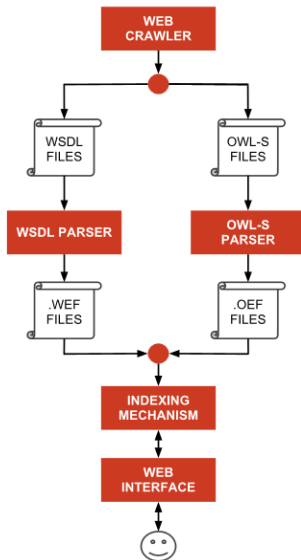 WEB
CRAWLER
WSDL
FILES
OWL-S
FILES
WSDL PARSER
OWL-S
PARSER
.WEF
FILES
.OEF
FILES
INDEXING
MECHANISM
WEB
INTERFACE